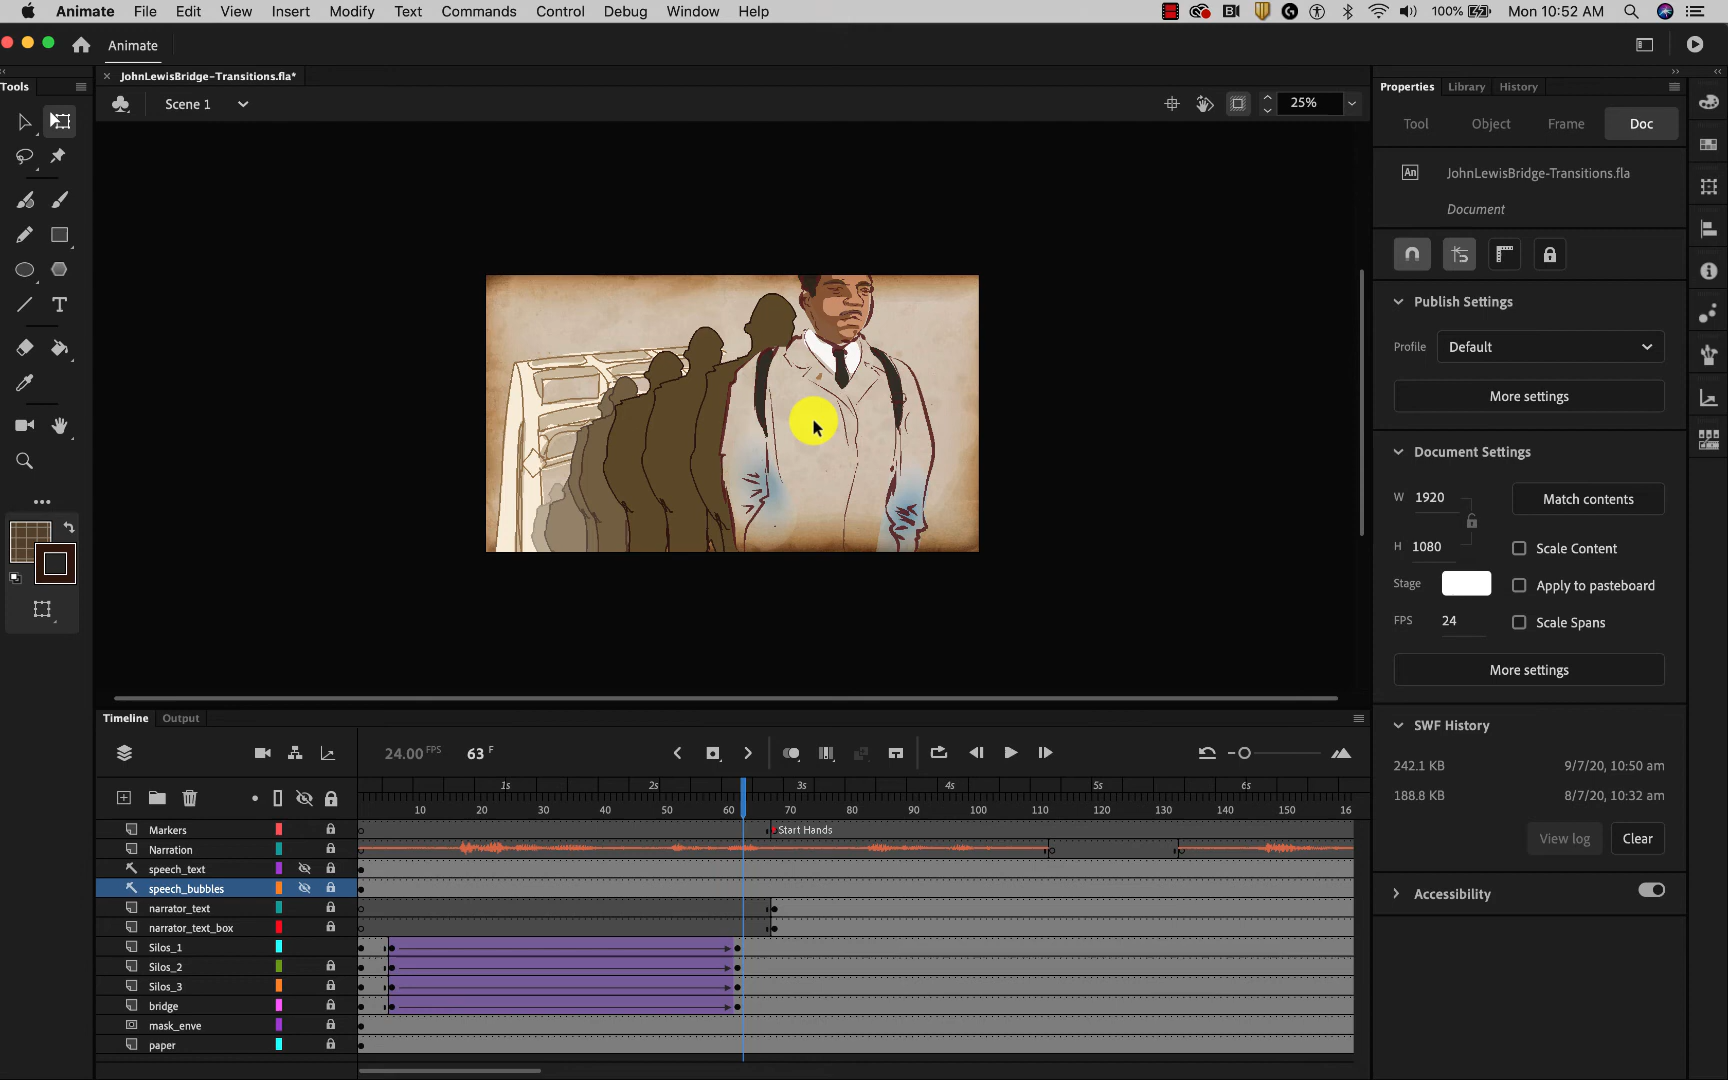 Animate File Edit View Insert Modify Text Commands Control Debug Window Help 100% Mon 10:52 AM
Animate
JohnLewisBridge-Transitions.fla*
Tools
Scene 1
25%
Properties Library History
Tool Object Frame Doc
An JohnLewisBridge-Transitions.fla
Document
Publish Settings
Profile Default
More settings
Document Settings
W 1920 Match contents
H 1080 Scale Content
Stage Apply to pasteboard
FPS 24 Scale Spans
More settings
SWF History
242.1 KB 9/7/20, 10:50 am
188.8 KB 8/7/20, 10:32 am
View log Clear
Accessibility
Timeline Output
24.00 FPS 63 F
1s 2s 3s 4s 5s 6s
10 20 30 40 50 60 70 80 90 100 110 120 130 140 150 16
Markers Start Hands
Narration
speech_text
speech_bubbles
narrator_text
narrator_text_box
Silos_1
Silos_2
Silos_3
bridge
mask_enve
paper